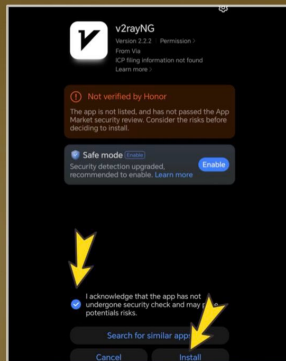 v2rayNG
Version 2.2.2 Permission >
From Via
ICP filing information not found
Learn more >
Not verified by Honor
The app is not listed, and has not passed the App
Market security review. Consider the risks before
deciding to install.
Safe mode Enable
Security detection upgraded,
recommended to enable. Learn more
Enable
I acknowledge that the app has not
undergone security check and may
potentials risks.
Search for similar apps
Cancel Install